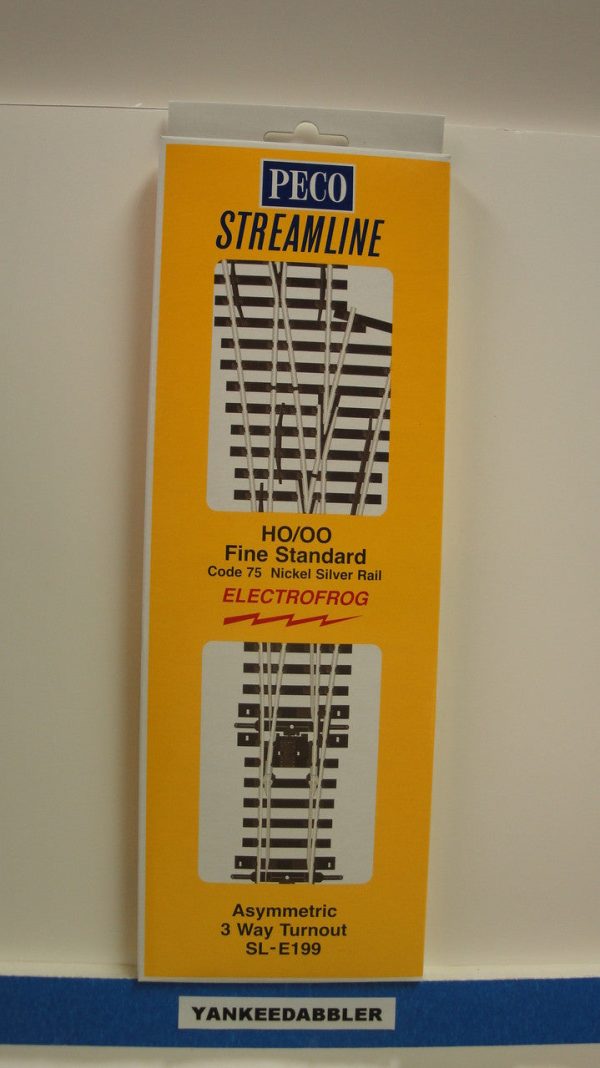 PECO
STREAMLINE
HO/OO
Fine Standard
Code 75 Nickel Silver Rail
ELECTROFROG
Asymmetric
3 Way Turnout
SL-E199
YANKEEDABBLER